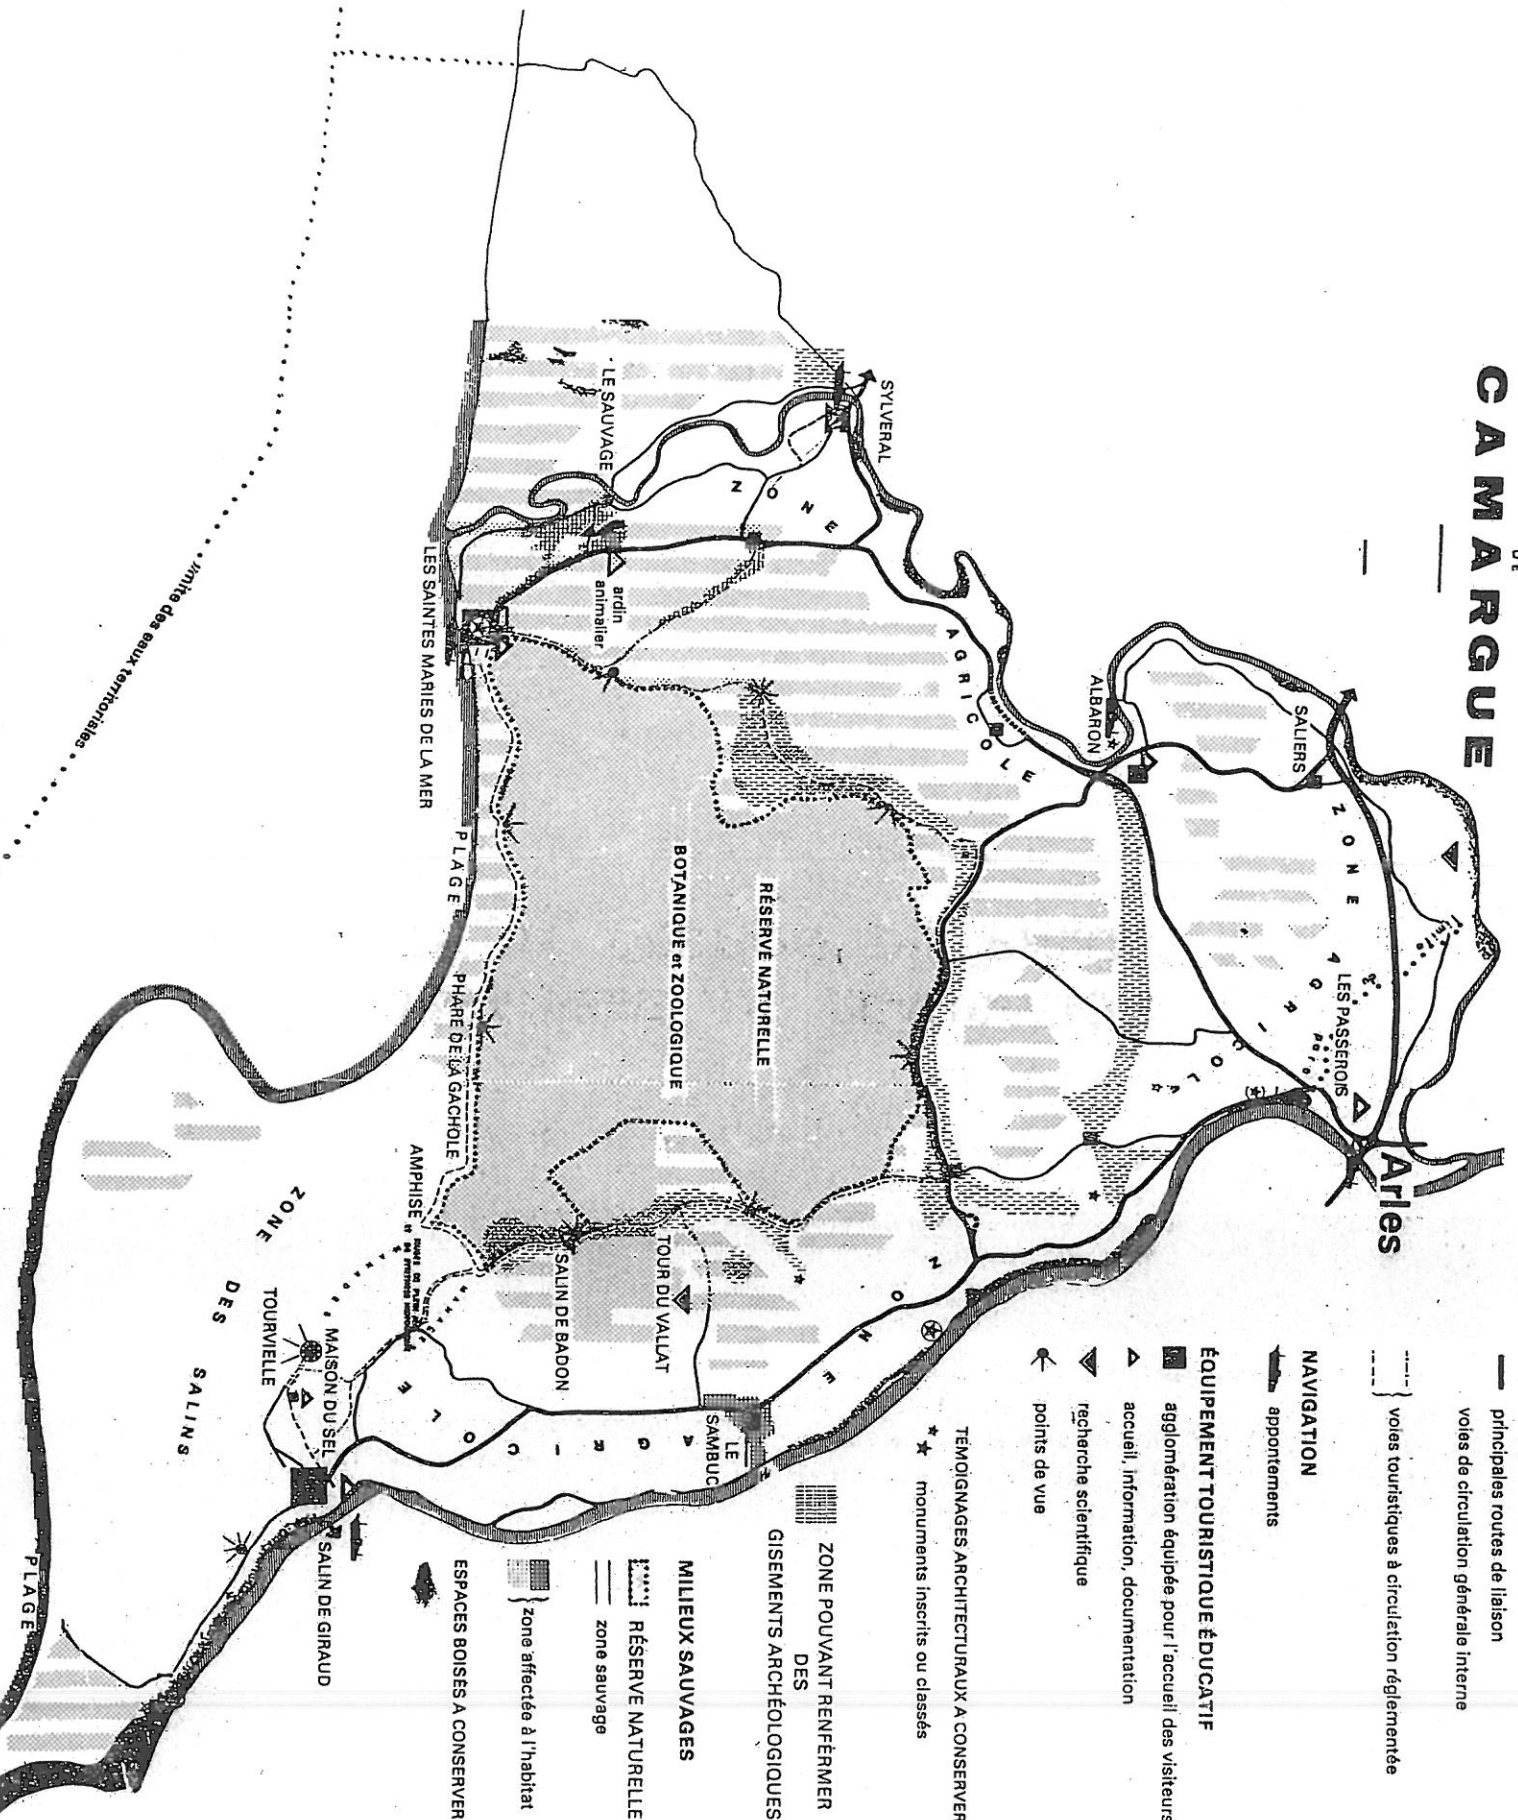 DE
CAMARGUE
Arles
limite
LES PASSEROIS
SALIERS
ZONE AGRICOLE
ALBARON
SYLVERAL
ZONE AGRICOLE
LE SAUVAGE
ardin
animalier
LES SAINTES MARIES DE LA MER
limite des eaux territoriales
RÉSERVE NATURELLE
BOTANIQUE et ZOOLOGIQUE
PLAGE
PHARE DE LA GACHOLE
AMPHISE
TOUR DU VALLAT
SALIN DE BADON
LE
SAMBUC
ZONE AGRICOLE
MAISON DU SEL
TOURVIELLE
SALIN DE GIRAUD
ZONE DES SALINS
PLAGE
principales routes de liaison
voies de circulation générale interne
voies touristiques à circulation réglementée
NAVIGATION
appontements
ÉQUIPEMENT TOURISTIQUE ÉDUCATIF
agglomération équipée pour l'accueil des visiteurs
accueil, information, documentation
recherche scientifique
points de vue
TÉMOIGNAGES ARCHITECTURAUX A CONSERVER
monuments inscrits ou classés
ZONE POUVANT RENFERMER
DES
GISEMENTS ARCHÉOLOGIQUES
MILIEUX SAUVAGES
RÉSERVE NATURELLE
zone sauvage
zone affectée à l'habitat
ESPACES BOISÉS A CONSERVER